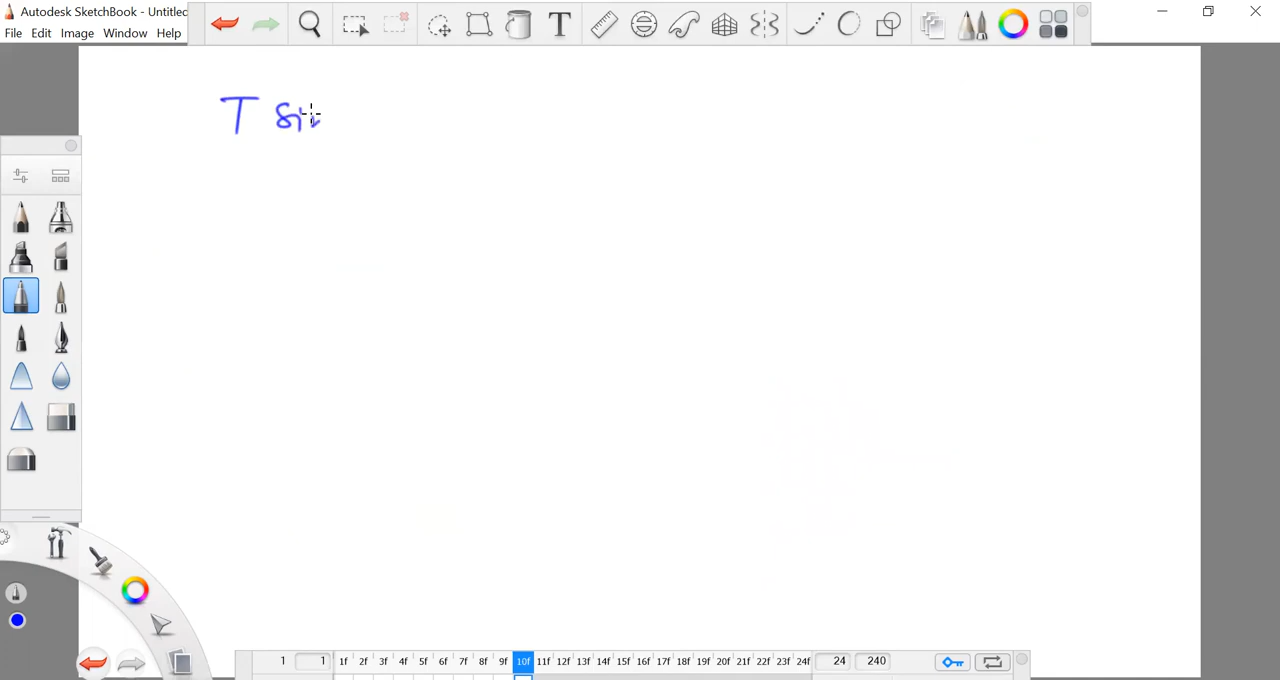 Autodesk SketchBook - Untitled
File Edit Image Window Help
T
T si
1 1 1f 2f 3f 4f 5f 6f 7f 8f 9f 10f 11f 12f 13f 14f 15f 16f 17f 18f 19f 20f 21f 22f 23f 24f 24 240